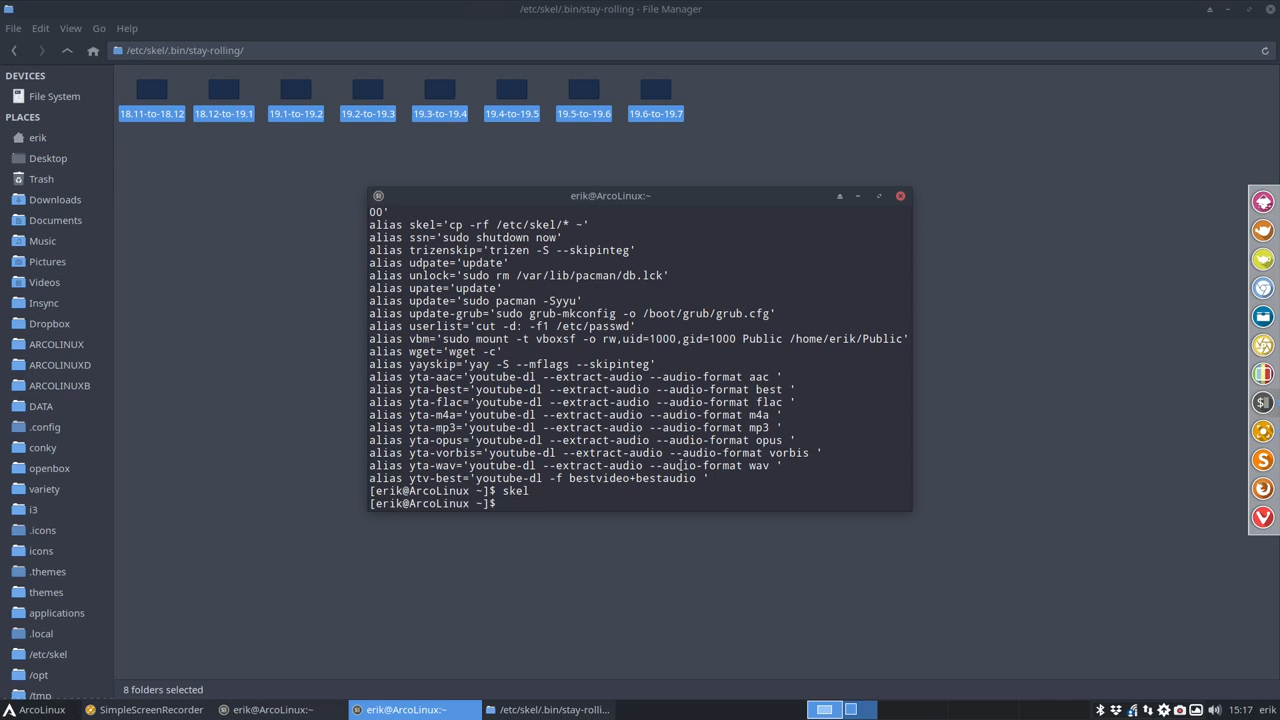 /etc/skel/.bin/stay-rolling - File Manager
File Edit View Go Help
/etc/skel/.bin/stay-rolling/
DEVICES
File System
PLACES
erik
Desktop
Trash
Downloads
Documents
Music
Pictures
Videos
Insync
Dropbox
ARCOLINUX
ARCOLINUXD
ARCOLINUXB
DATA
.config
conky
openbox
variety
i3
.icons
icons
.themes
themes
applications
.local
/etc/skel
/opt
/tmp
18.11-to-18.12 18.12-to-19.1 19.1-to-19.2 19.2-to-19.3 19.3-to-19.4 19.4-to-19.5 19.5-to-19.6 19.6-to-19.7
erik@ArcoLinux:~
00'
alias skel='cp -rf /etc/skel/* ~'
alias ssn='sudo shutdown now'
alias trizenskip='trizen -S --skipinteg'
alias udpate='update'
alias unlock='sudo rm /var/lib/pacman/db.lck'
alias upate='update'
alias update='sudo pacman -Syyu'
alias update-grub='sudo grub-mkconfig -o /boot/grub/grub.cfg'
alias userlist='cut -d: -f1 /etc/passwd'
alias vbm='sudo mount -t vboxsf -o rw,uid=1000,gid=1000 Public /home/erik/Public'
alias wget='wget -c'
alias yayskip='yay -S --mflags --skipinteg'
alias yta-aac='youtube-dl --extract-audio --audio-format aac '
alias yta-best='youtube-dl --extract-audio --audio-format best '
alias yta-flac='youtube-dl --extract-audio --audio-format flac '
alias yta-m4a='youtube-dl --extract-audio --audio-format m4a '
alias yta-mp3='youtube-dl --extract-audio --audio-format mp3 '
alias yta-opus='youtube-dl --extract-audio --audio-format opus '
alias yta-vorbis='youtube-dl --extract-audio --audio-format vorbis '
alias yta-wav='youtube-dl --extract-audio --audio-format wav '
alias ytv-best='youtube-dl -f bestvideo+bestaudio '
[erik@ArcoLinux ~]$ skel
[erik@ArcoLinux ~]$
8 folders selected
ArcoLinux SimpleScreenRecorder erik@ArcoLinux:~ erik@ArcoLinux:~ /etc/skel/.bin/stay-rolli... 15:17 erik